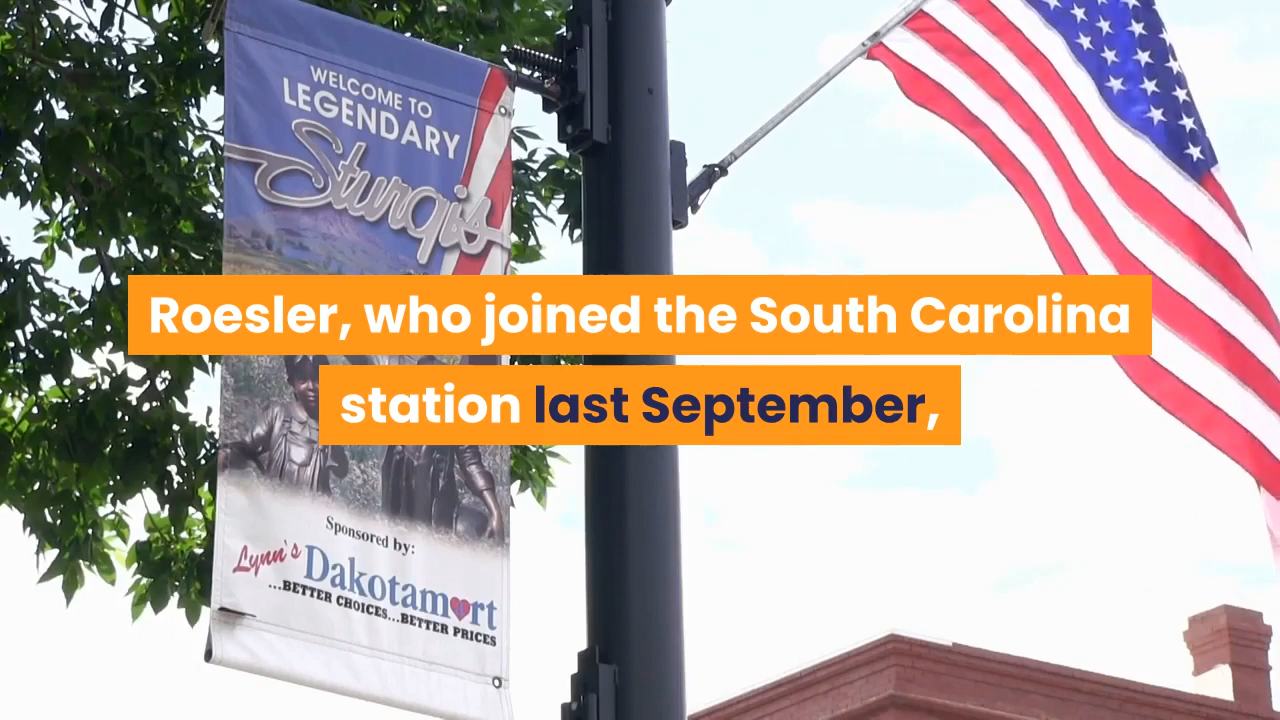 WELCOME TO
LEGENDARY
Sturgis
Roesler, who joined the South Carolina
station last September,
Sponsored by:
Lynn's
Dakotamart
...BETTER CHOICES...BETTER PRICES